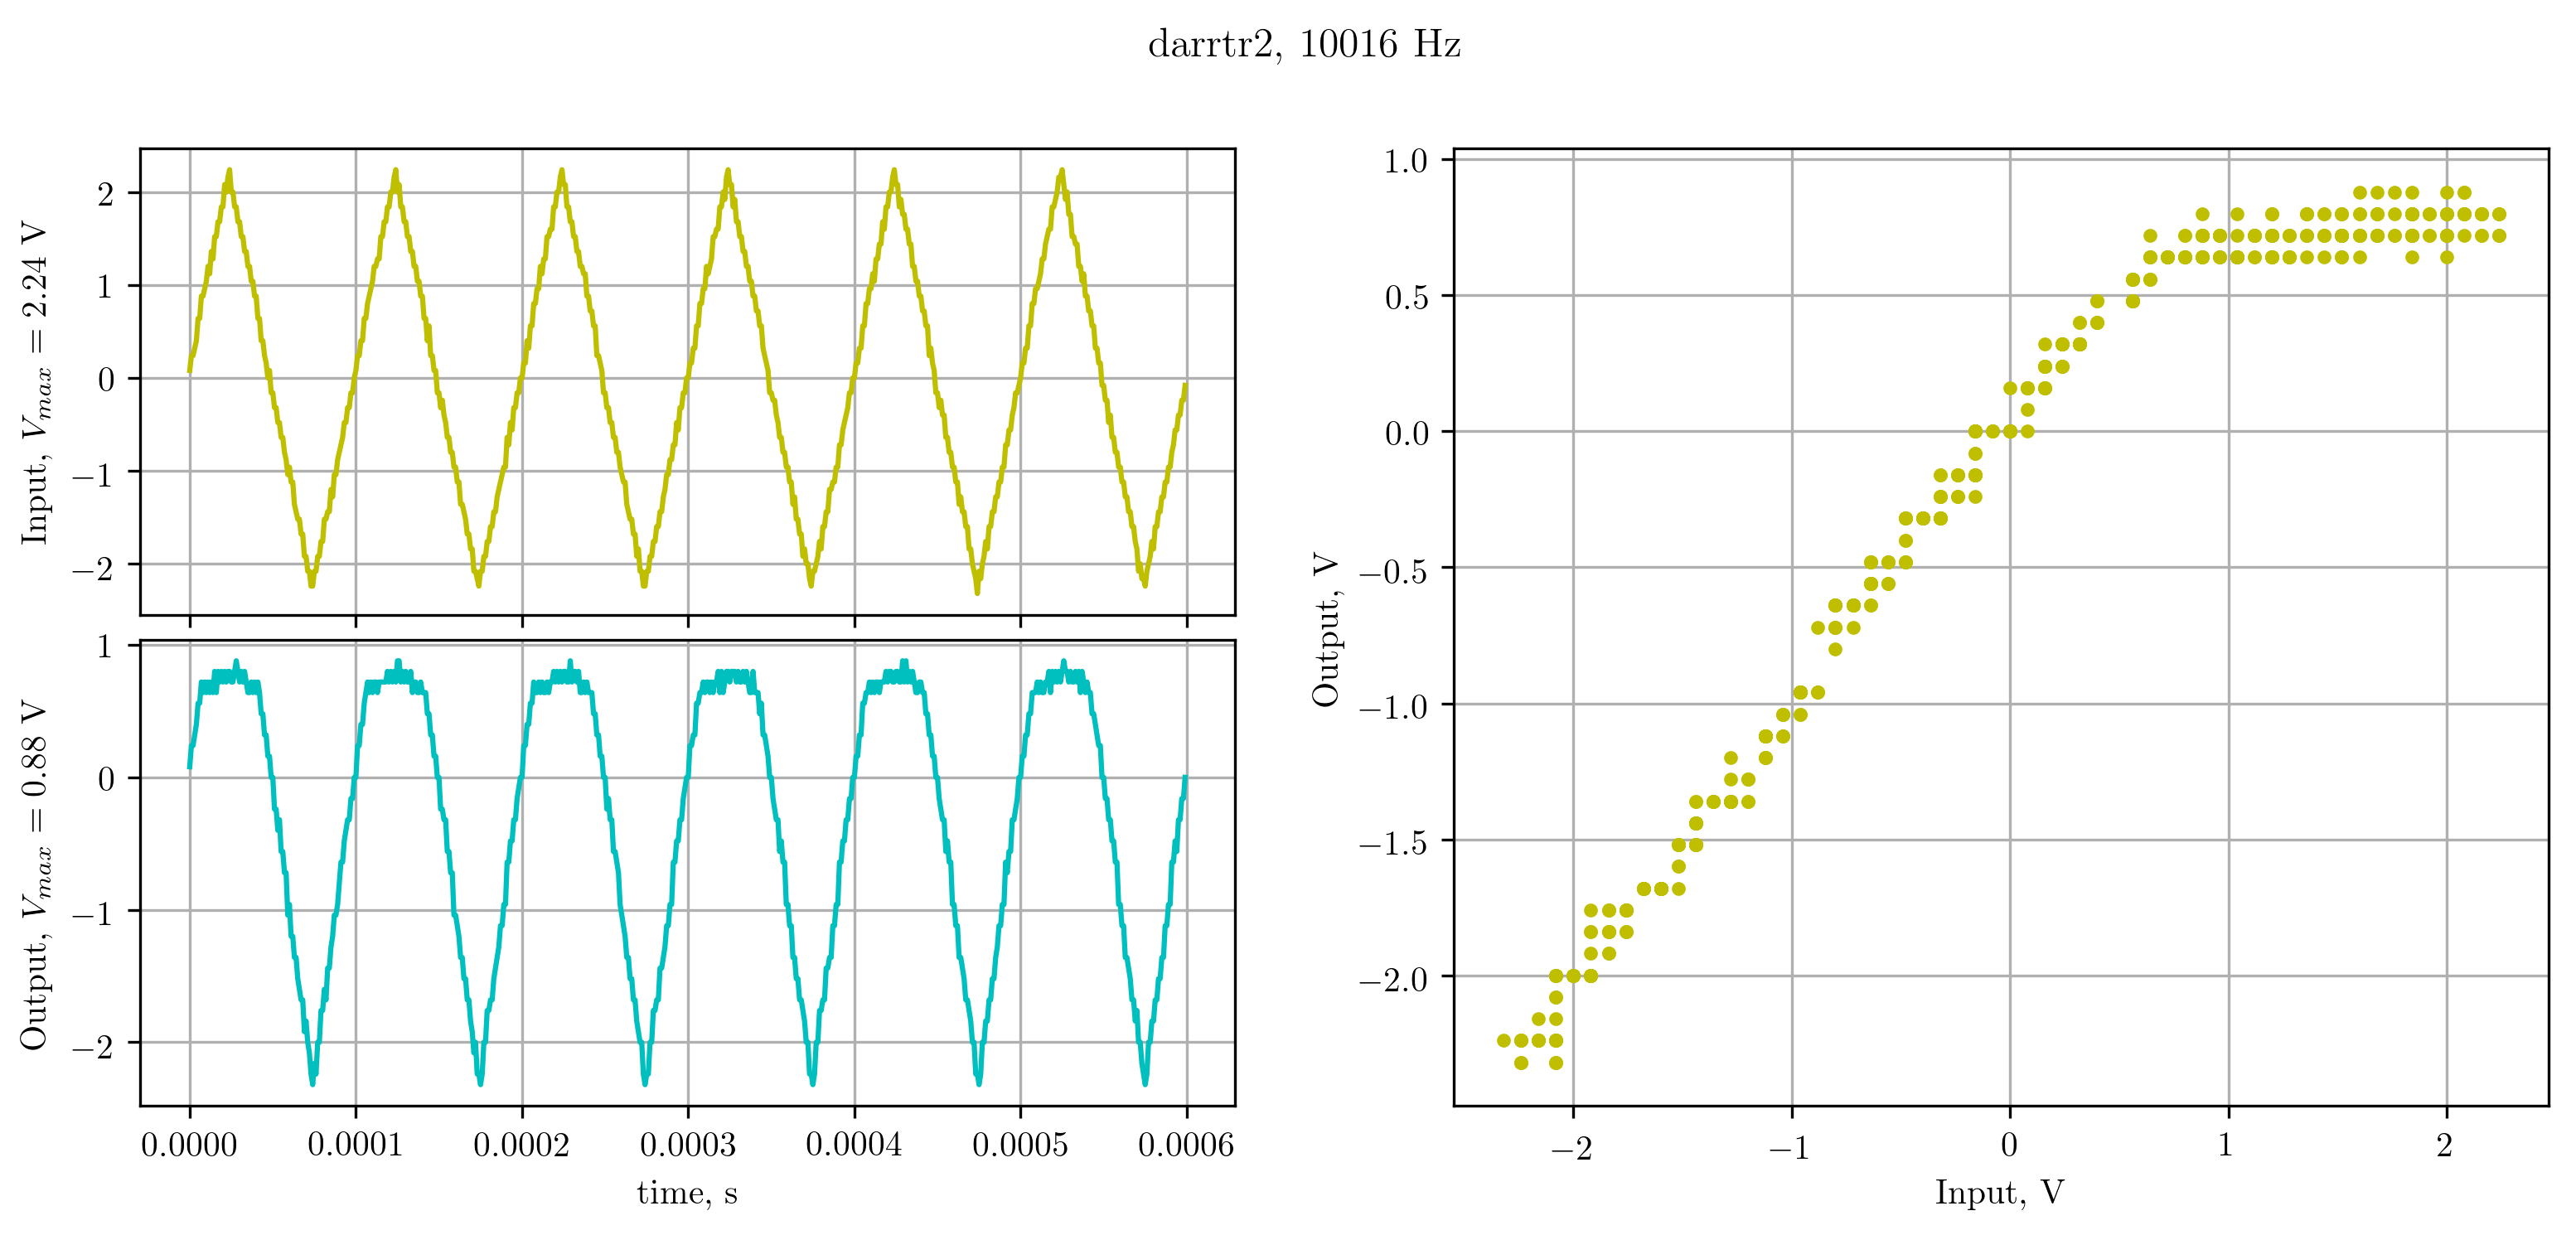 darrtr2, 10016 Hz
Input, Vmax = 2.24 V
2
1
0
−1
−2
Output, Vmax = 0.88 V
1
0
−1
−2
0.0000 0.0001 0.0002 0.0003 0.0004 0.0005 0.0006
time, s
Output, V
1.0
0.5
0.0
−0.5
−1.0
−1.5
−2.0
−2 −1 0 1 2
Input, V